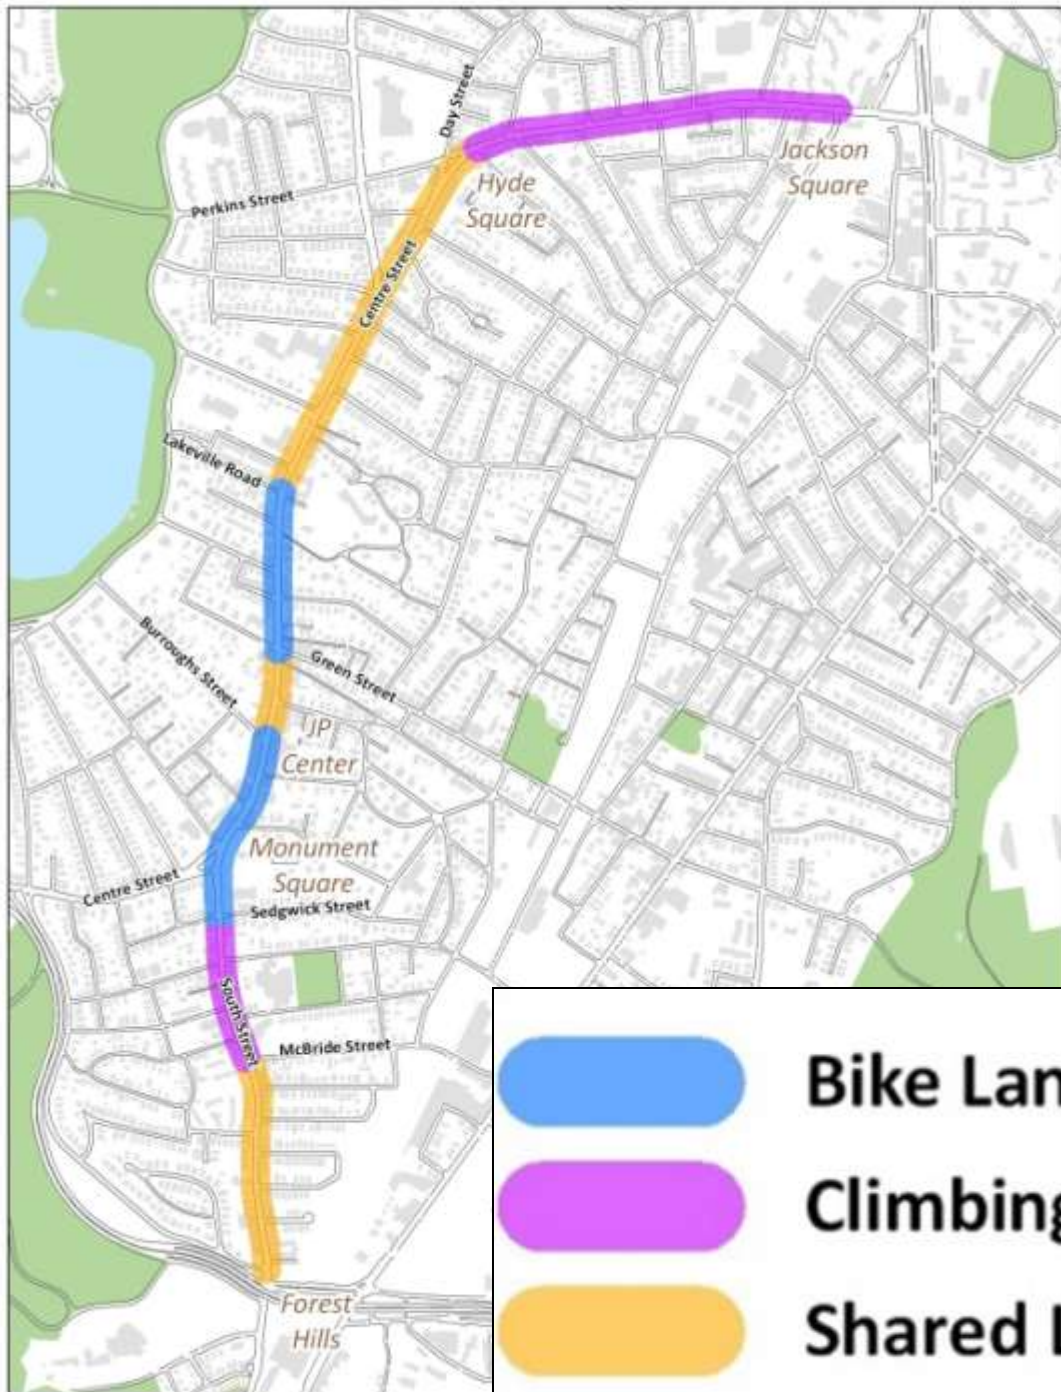 Day Street
Jackson
Square
Hyde
Square
Perkins Street
Centre Street
Lakeville Road
Burroughs Street
Green Street
JP
Center
Monument
Square
Centre Street
Sedgwick Street
South Street
McBride Street
Forest
Hills
Bike Lan
Climbing
Shared